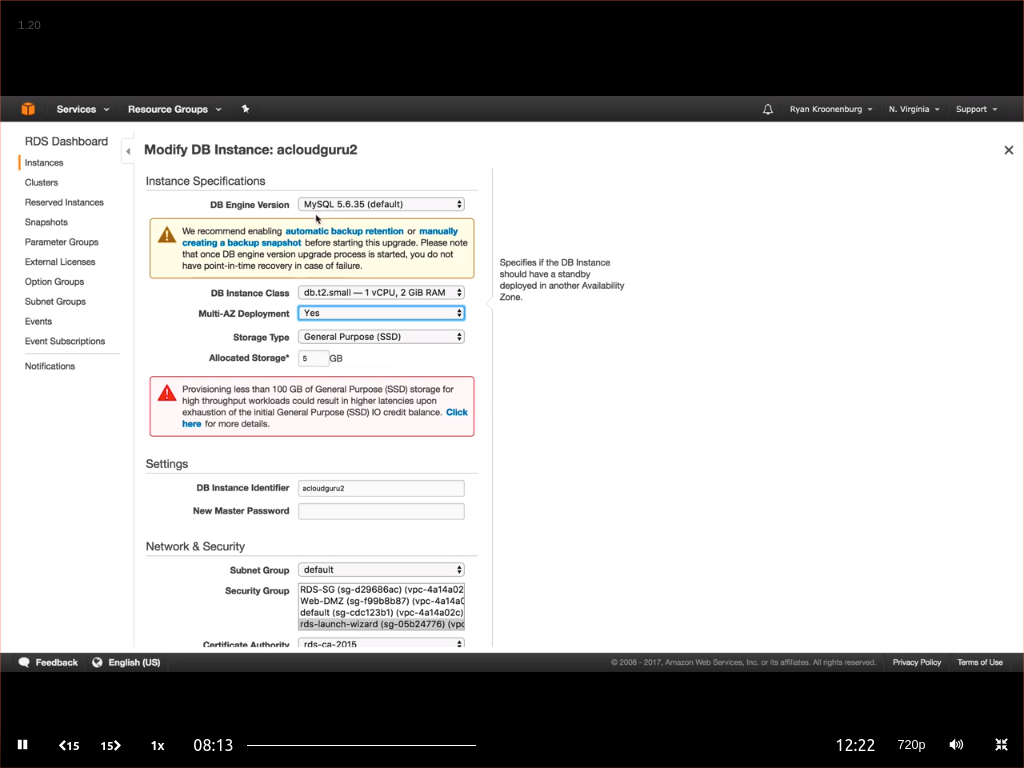 1.20
Services
Resource Groups
Ryan Kroonenburg
N. Virginia
Support
RDS Dashboard
Instances
Clusters
Reserved Instances
Snapshots
Parameter Groups
External Licenses
Option Groups
Subnet Groups
Events
Event Subscriptions
Notifications
Modify DB Instance: acloudguru2
Instance Specifications
DB Engine Version MySQL 5.6.35 (default)
We recommend enabling automatic backup retention or manually
creating a backup snapshot before starting this upgrade. Please note
that once DB engine version upgrade process is started, you do not
have point-in-time recovery in case of failure.
DB Instance Class db.t2.small — 1 vCPU, 2 GiB RAM
Multi-AZ Deployment Yes
Storage Type General Purpose (SSD)
Allocated Storage* 5 GB
Provisioning less than 100 GB of General Purpose (SSD) storage for
high throughput workloads could result in higher latencies upon
exhaustion of the initial General Purpose (SSD) IO credit balance. Click
here for more details.
Settings
DB Instance Identifier acloudguru2
New Master Password
Network & Security
Subnet Group default
Security Group RDS-SG (sg-d29686ac) (vpc-4a14a02
Web-DMZ (sg-f99b8b87) (vpc-4a14a0
default (sg-cdc123b1) (vpc-4a14a02c)
rds-launch-wizard (sg-05b24776) (vpc
Certificate Authority rds-ca-2015
Specifies if the DB Instance
should have a standby
deployed in another Availability
Zone.
Feedback
English (US)
© 2008 - 2017, Amazon Web Services, Inc. or its affiliates. All rights reserved.
Privacy Policy
Terms of Use
15
15
1x
08:13
12:22
720p